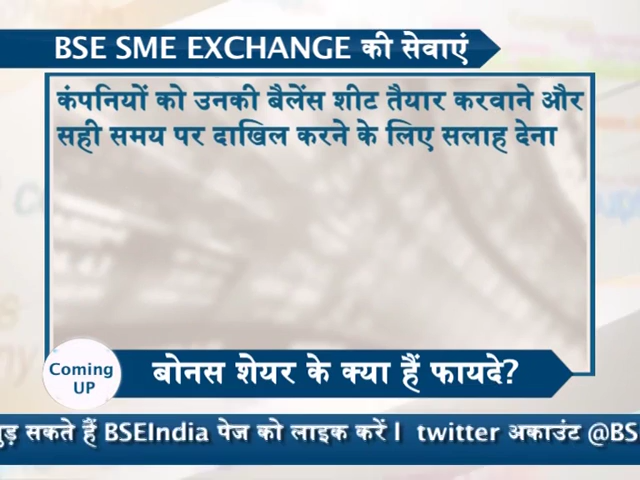 BSE SME EXCHANGE की सेवाएं
कंपनियों को उनकी बैलेंस शीट तैयार करवाने और
सही समय पर दाखिल करने के लिए सलाह देना
Coming
UP
बोनस शेयर के क्या हैं फायदे?
सकते हैं BSEIndia पेज को लाइक करें l twitter अकाउंट